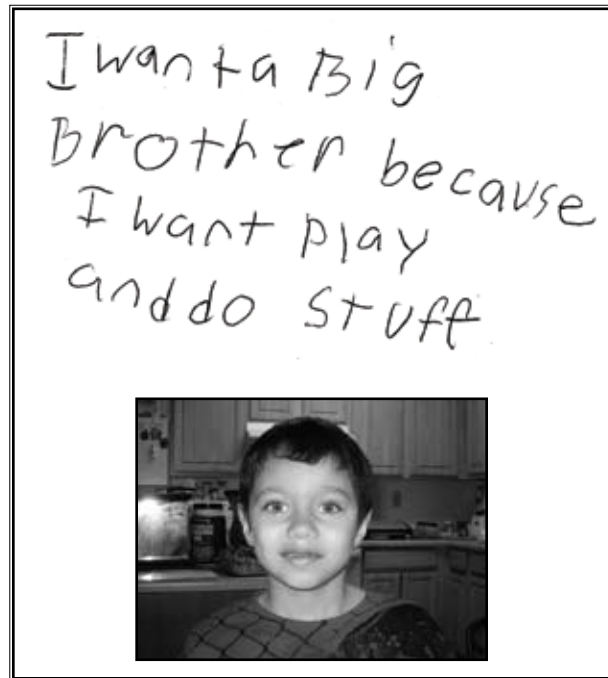 I want a Big
Brother because
I want play
and do stuff